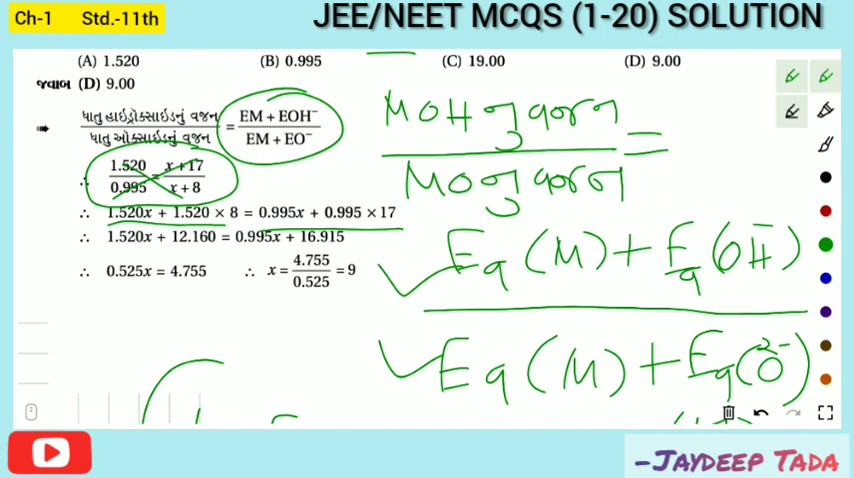 Ch-1 Std.-11th
JEE/NEET MCQS (1-20) SOLUTION
(A) 1.520 (B) 0.995 (C) 19.00 (D) 9.00
જવાબ (D) 9.00
ધાતુ હાઇડ્રોક્સાઇડનું વજન / ધાતુ ઓક્સાઇડનું વજન = EM + EOH⁻ / EM + EO⁻
∴ 1.520 / 0.995 = x + 17 / x + 8
∴ 1.520x + 1.520 × 8 = 0.995x + 0.995 × 17
∴ 1.520x + 12.160 = 0.995x + 16.915
∴ 0.525x = 4.755 ∴ x = 4.755 / 0.525 = 9
MOH નુ વજન =
MO નુ વજન
Eq (M) + Eq (OH⁻)
Eq (M) + Eq (O²⁻)
-JAYDEEP TADA